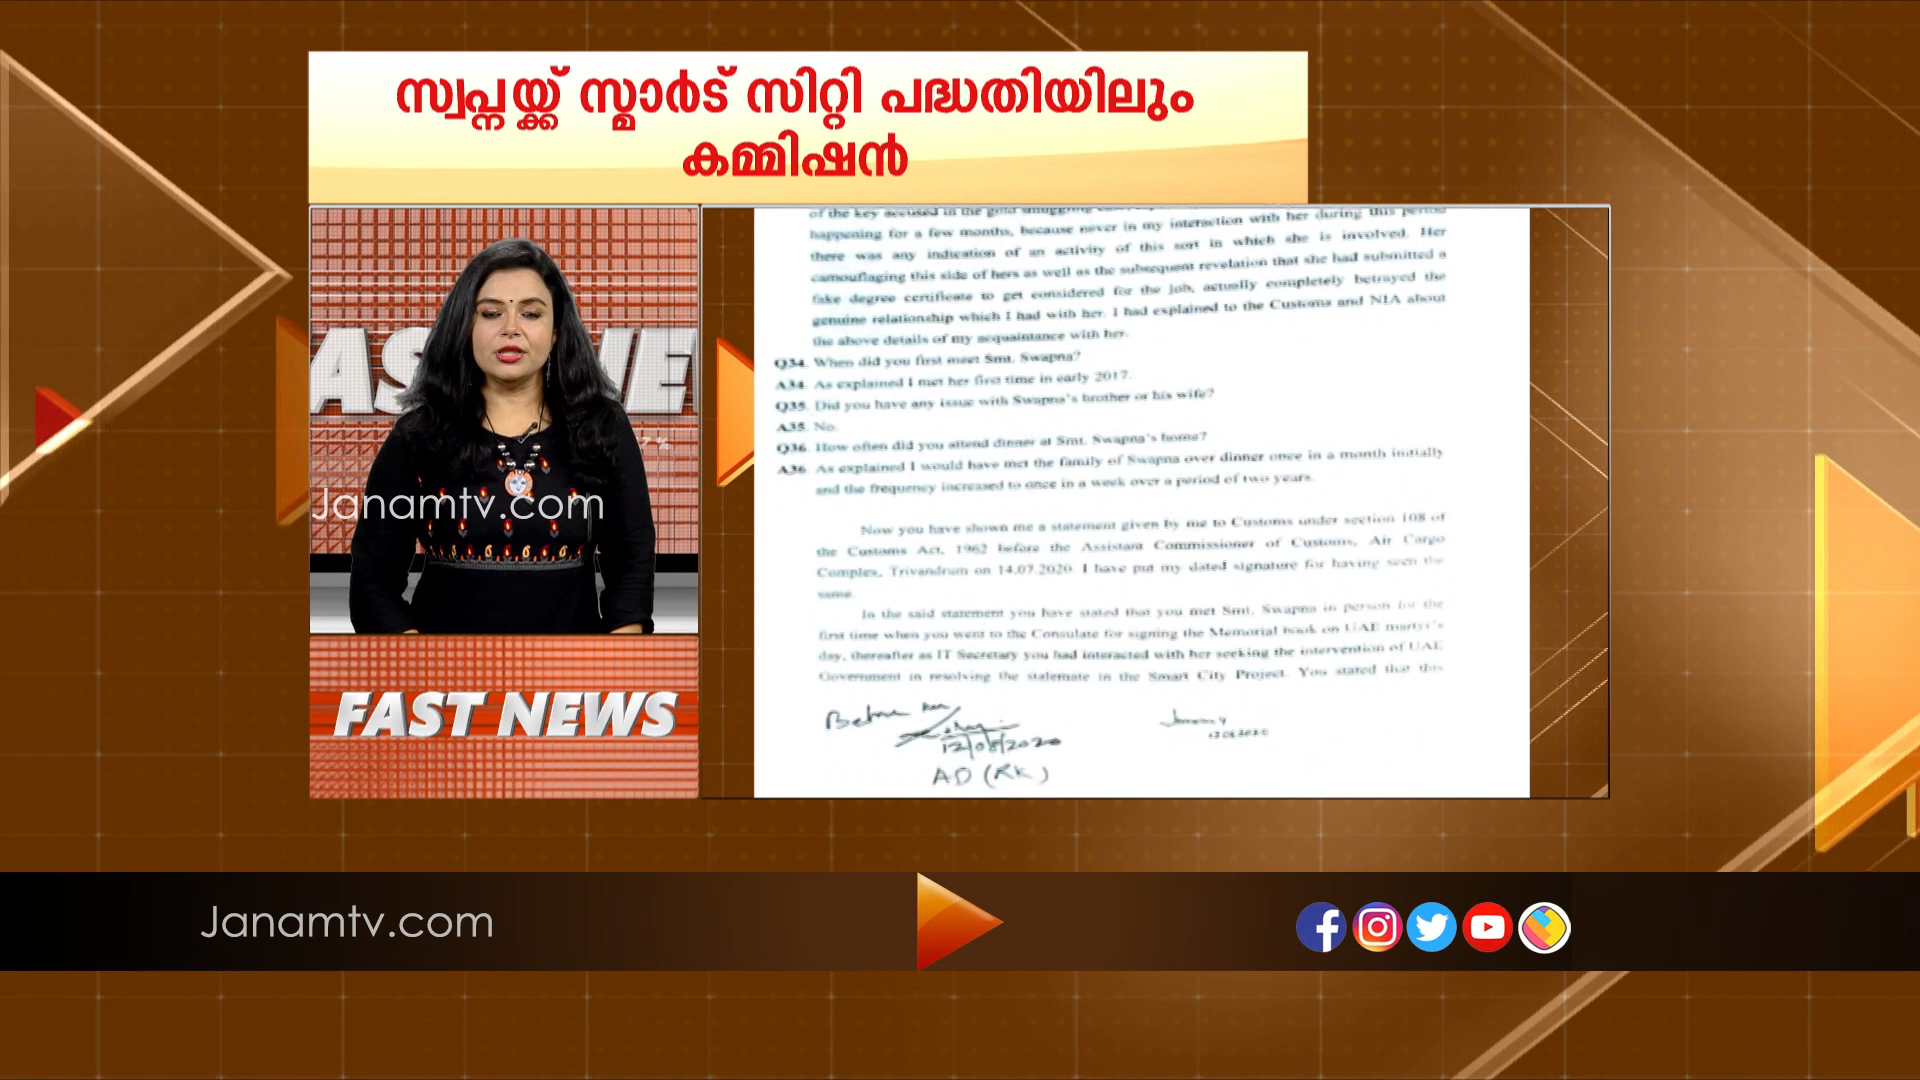 സ്വപ്നയ്ക്ക് സ്മാർട് സിറ്റി പദ്ധതിയിലും
കമ്മിഷൻ
of the key accused in the gold smuggling
happening for a few months, because never in my interaction with her during this period
there was any indication of an activity of this sort in which she is involved. Her
camouflaging this side of hers as well as the subsequent revelation that she had submitted a
fake degree certificate to get considered for the job, actually completely betrayed the
genuine relationship which I had with her. I had explained to the Customs and NIA about
the above details of my acquaintance with her.
Q34. When did you first meet Smt. Swapna?
A34. As explained I met her first time in early 2017.
Q35. Did you have any issue with Swapna's brother or his wife?
A35. No.
Q36. How often did you attend dinner at Smt. Swapna's home?
A36. As explained I would have met the family of Swapna over dinner once in a month initially
and the frequency increased to once in a week over a period of two years.
Now you have shown me a statement given by me to Customs under section 108 of
the Customs Act, 1962 before the Assistant Commissioner of Customs, Air Cargo
Complex, Trivandrum on 14.07.2020. I have put my dated signature for having seen the
same.
In the said statement you have stated that you met Smt. Swapna in person for the
first time when you went to the Consulate for signing the Memorial book on UAE martyr's
day, thereafter as IT Secretary you had interacted with her seeking the intervention of UAE
Government in resolving the stalemate in the Smart City Project. You stated that this
12/08/2020
AD (RK)
AS NE
Janamtv.com
FAST NEWS
Janamtv.com